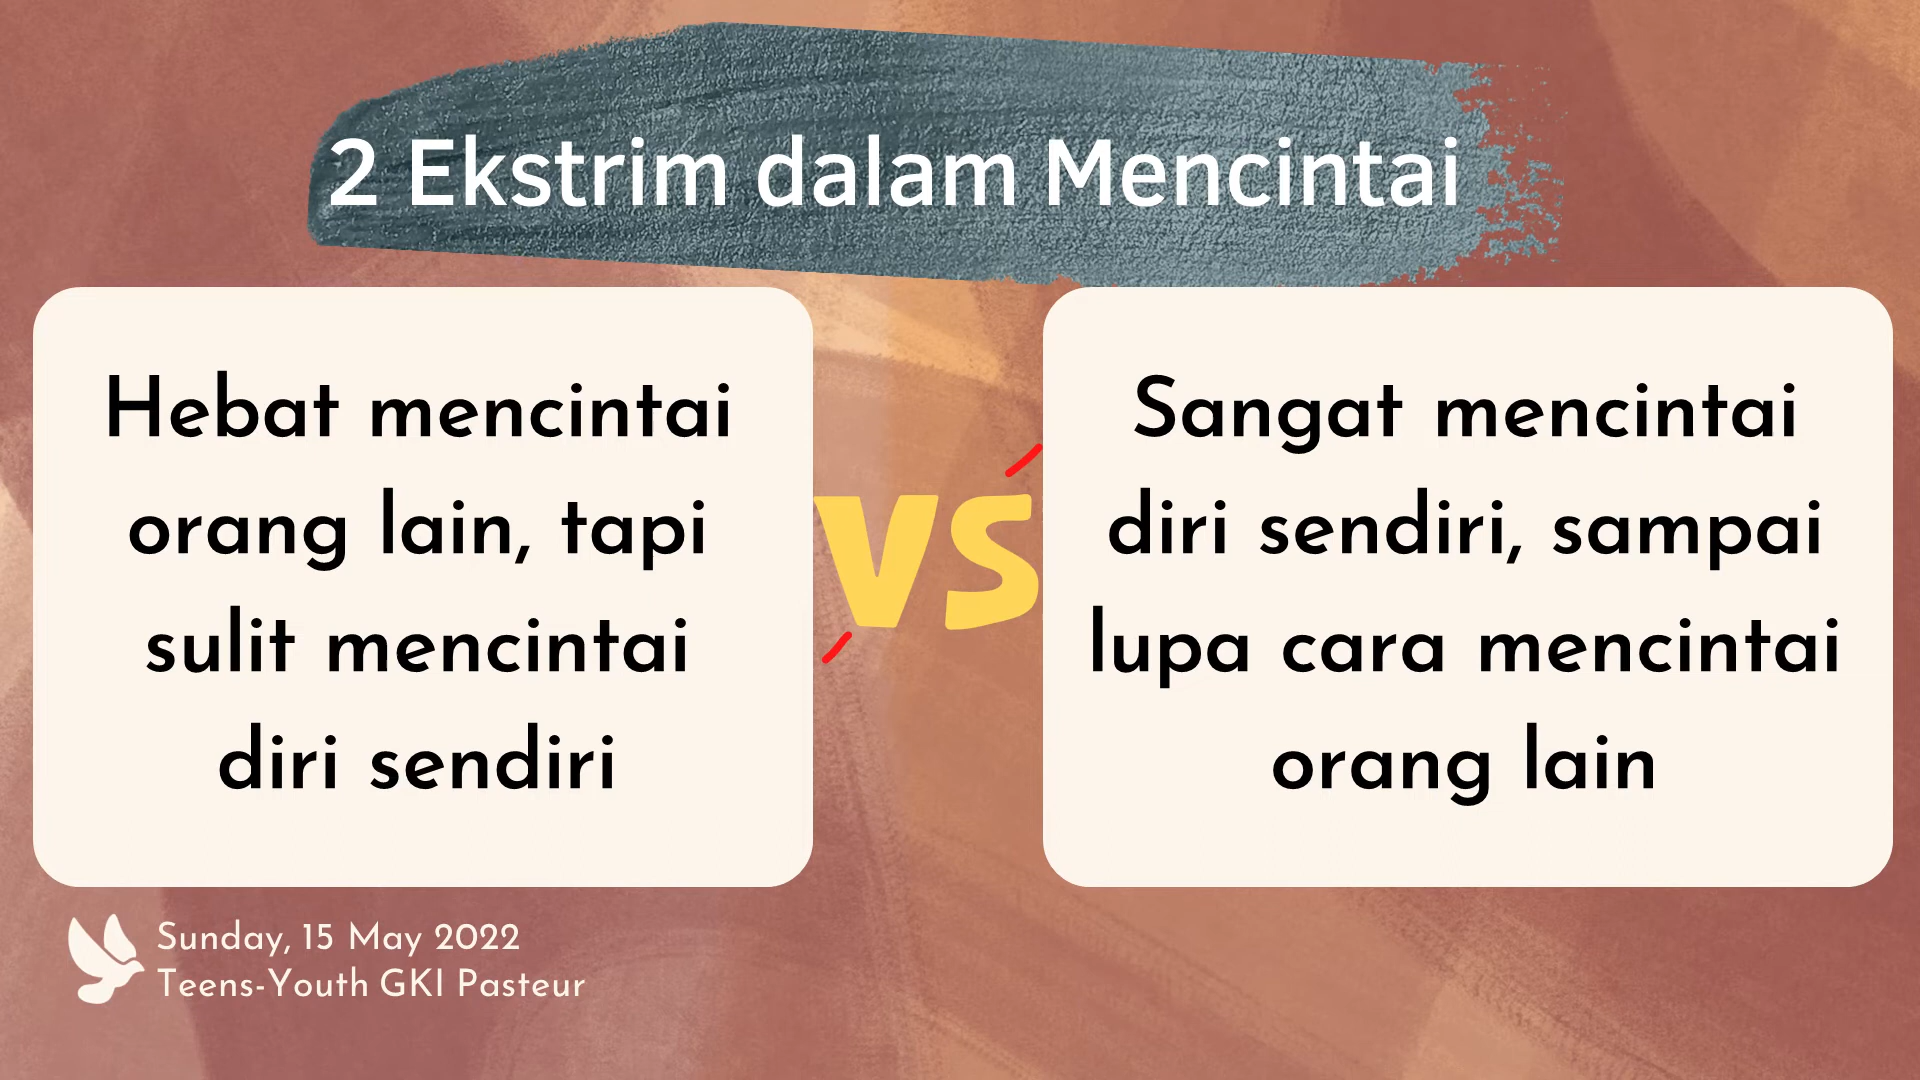 2 Ekstrim dalam Mencintai
Hebat mencintai
orang lain, tapi
sulit mencintai
diri sendiri
VS
Sangat mencintai
diri sendiri, sampai
lupa cara mencintai
orang lain
Sunday, 15 May 2022
Teens-Youth GKI Pasteur